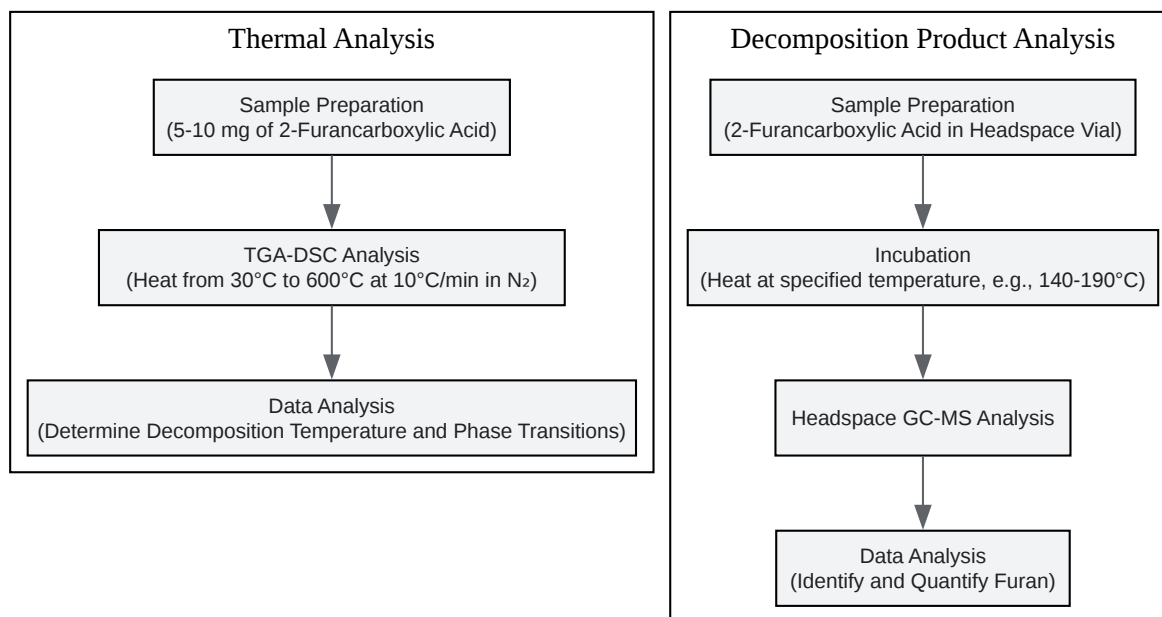 Thermal Analysis
Sample Preparation
(5-10 mg of 2-Furancarboxylic Acid)
TGA-DSC Analysis
(Heat from 30°C to 600°C at 10°C/min in N₂)
Data Analysis
(Determine Decomposition Temperature and Phase Transitions)
Decomposition Product Analysis
Sample Preparation
(2-Furancarboxylic Acid in Headspace Vial)
Incubation
(Heat at specified temperature, e.g., 140-190°C)
Headspace GC-MS Analysis
Data Analysis
(Identify and Quantify Furan)